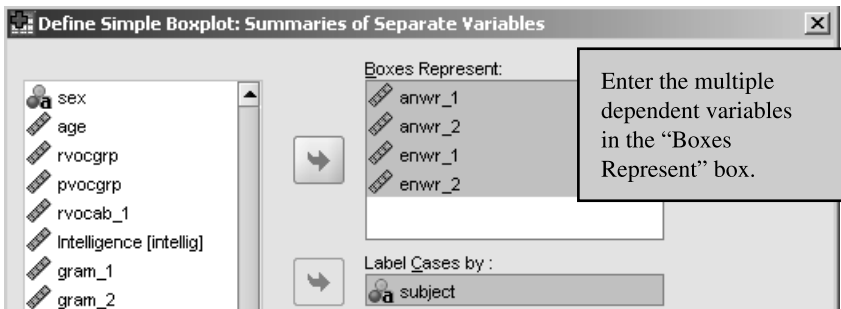 Define Simple Boxplot: Summaries of Separate Variables
sex
age
rvocgrp
pvocgrp
rvocab_1
Intelligence [intellig]
gram_1
gram_2
Boxes Represent:
anwr_1
anwr_2
enwr_1
enwr_2
Label Cases by :
subject
Enter the multiple
dependent variables
in the “Boxes
Represent” box.